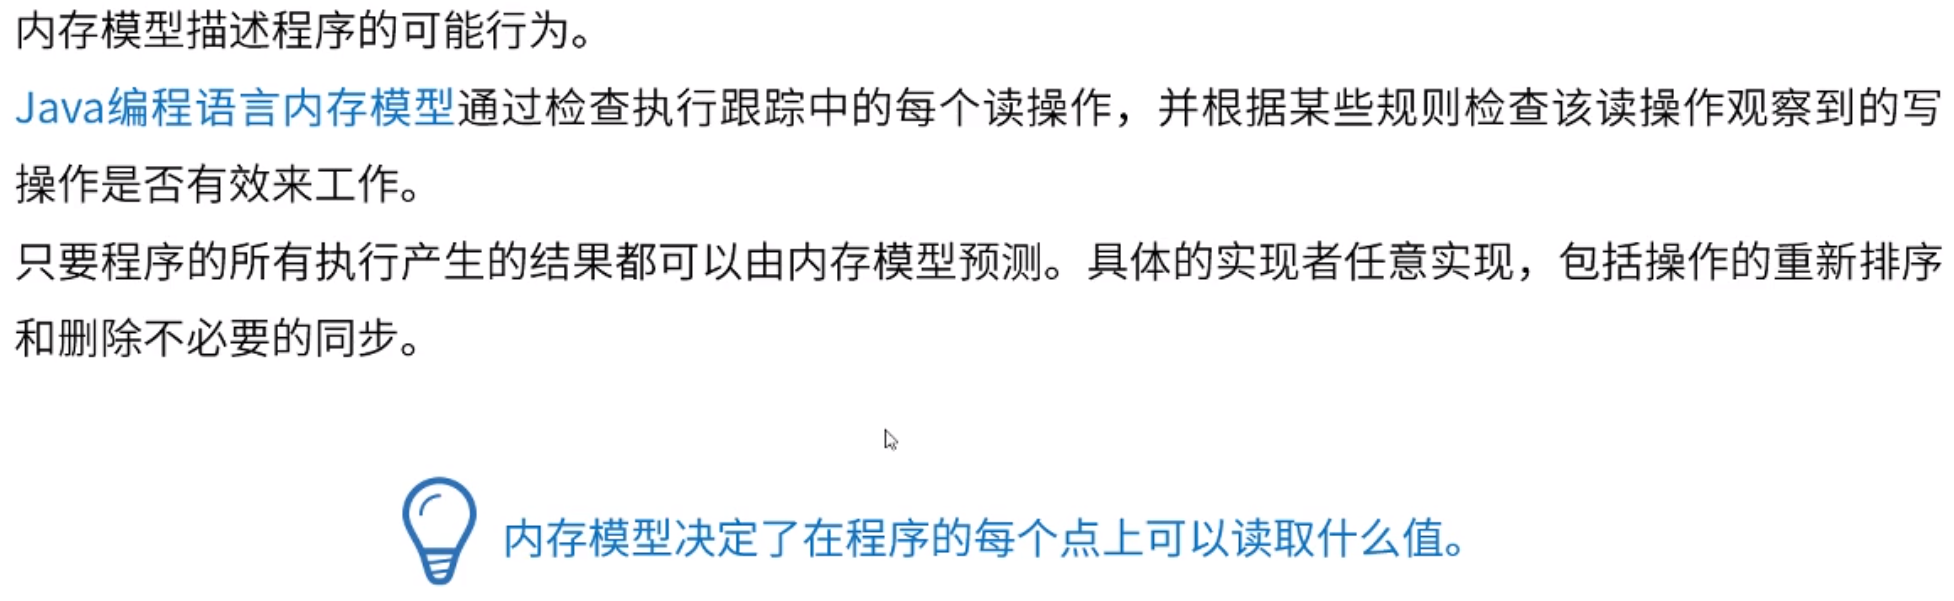 内存模型描述程序的可能行为。
Java编程语言内存模型通过检查执行跟踪中的每个读操作，并根据某些规则检查该读操作观察到的写
操作是否有效来工作。
只要程序的所有执行产生的结果都可以由内存模型预测。具体的实现者任意实现，包括操作的重新排序
和删除不必要的同步。
内存模型决定了在程序的每个点上可以读取什么值。